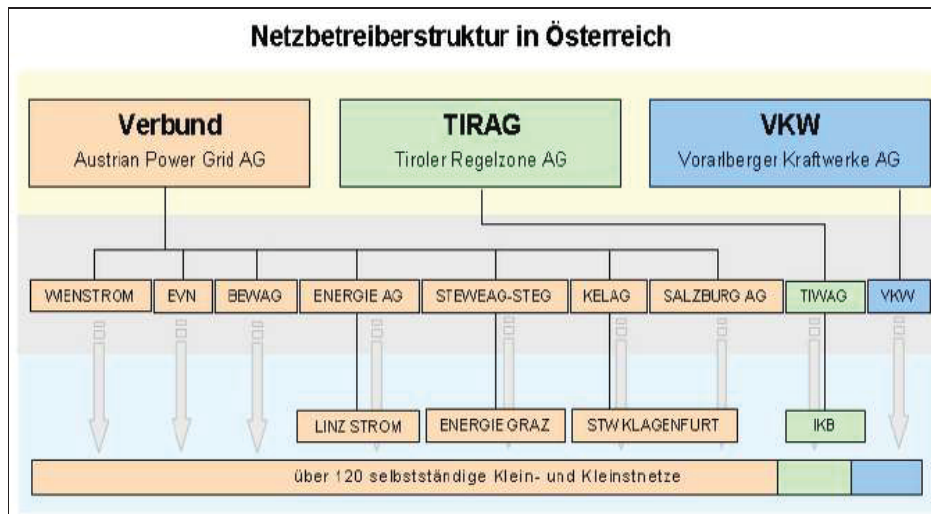 Netzbetreiberstruktur in Österreich
Verbund
Austrian Power Grid AG
TIRAG
Tiroler Regelzone AG
VKW
Vorarlberger Kraftwerke AG
WIENSTROM
EVN
BEWAG
ENERGIE AG
STEWEAG-STEG
KELAG
SALZBURG AG
TIWAG
VKW
LINZ STROM
ENERGIE GRAZ
STW KLAGENFURT
IKB
über 120 selbstständige Klein- und Kleinstnetze